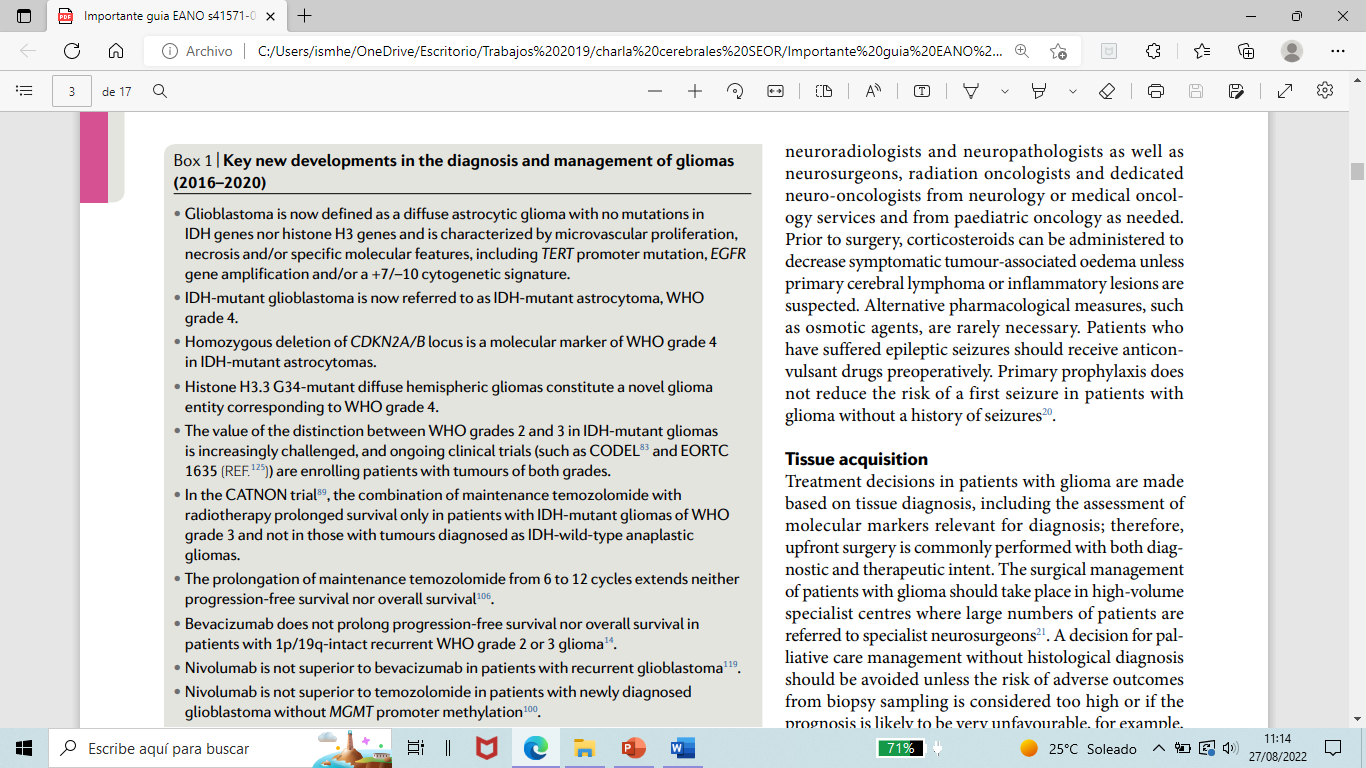 Importante guia EANO s41571-0
Archivo
C:/Users/ismhe/OneDrive/Escritorio/Trabajos%202019/charla%20cerebrales%20SEOR/Importante%20guia%20EANO%2...
3 de 17
Box 1 | Key new developments in the diagnosis and management of gliomas
(2016–2020)
• Glioblastoma is now defined as a diffuse astrocytic glioma with no mutations in
IDH genes nor histone H3 genes and is characterized by microvascular proliferation,
necrosis and/or specific molecular features, including TERT promoter mutation, EGFR
gene amplification and/or a +7/–10 cytogenetic signature.
• IDH-mutant glioblastoma is now referred to as IDH-mutant astrocytoma, WHO
grade 4.
• Homozygous deletion of CDKN2A/B locus is a molecular marker of WHO grade 4
in IDH-mutant astrocytomas.
• Histone H3.3 G34-mutant diffuse hemispheric gliomas constitute a novel glioma
entity corresponding to WHO grade 4.
• The value of the distinction between WHO grades 2 and 3 in IDH-mutant gliomas
is increasingly challenged, and ongoing clinical trials (such as CODEL83 and EORTC
1635 (REF.125)) are enrolling patients with tumours of both grades.
• In the CATNON trial89, the combination of maintenance temozolomide with
radiotherapy prolonged survival only in patients with IDH-mutant gliomas of WHO
grade 3 and not in those with tumours diagnosed as IDH-wild-type anaplastic
gliomas.
• The prolongation of maintenance temozolomide from 6 to 12 cycles extends neither
progression-free survival nor overall survival106.
• Bevacizumab does not prolong progression-free survival nor overall survival in
patients with 1p/19q-intact recurrent WHO grade 2 or 3 glioma14.
• Nivolumab is not superior to bevacizumab in patients with recurrent glioblastoma119.
• Nivolumab is not superior to temozolomide in patients with newly diagnosed
glioblastoma without MGMT promoter methylation100.
neuroradiologists and neuropathologists as well as
neurosurgeons, radiation oncologists and dedicated
neuro-oncologists from neurology or medical oncol-
ogy services and from paediatric oncology as needed.
Prior to surgery, corticosteroids can be administered to
decrease symptomatic tumour-associated oedema unless
primary cerebral lymphoma or inflammatory lesions are
suspected. Alternative pharmacological measures, such
as osmotic agents, are rarely necessary. Patients who
have suffered epileptic seizures should receive anticon-
vulsant drugs preoperatively. Primary prophylaxis does
not reduce the risk of a first seizure in patients with
glioma without a history of seizures20.
Tissue acquisition
Treatment decisions in patients with glioma are made
based on tissue diagnosis, including the assessment of
molecular markers relevant for diagnosis; therefore,
upfront surgery is commonly performed with both diag-
nostic and therapeutic intent. The surgical management
of patients with glioma should take place in high-volume
specialist centres where large numbers of patients are
referred to specialist neurosurgeons21. A decision for pal-
liative care management without histological diagnosis
should be avoided unless the risk of adverse outcomes
from biopsy sampling is considered too high or if the
prognosis is likely to be very unfavourable, for example,
Escribe aquí para buscar
71%
25°C Soleado
11:14
27/08/2022